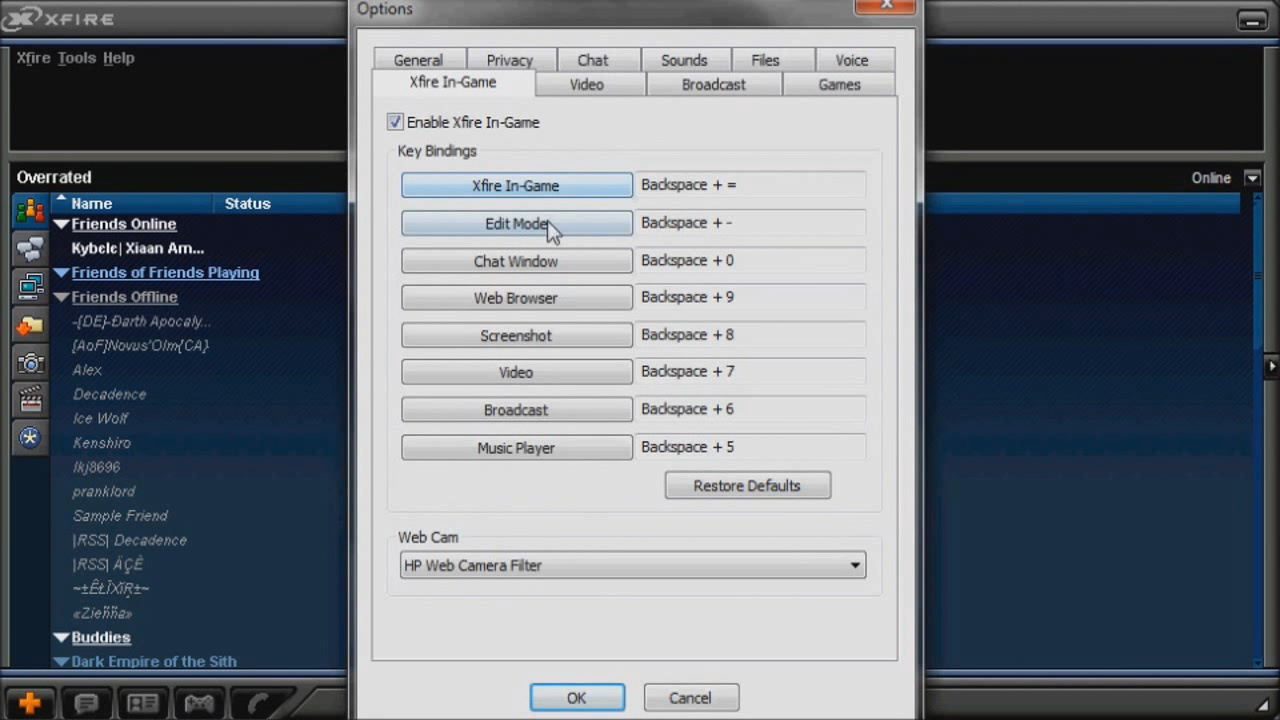 Options
XFIRE
Xfire Tools Help
General Privacy Chat Sounds Files Voice
Xfire In-Game Video Broadcast Games
Enable Xfire In-Game
Key Bindings
Xfire In-Game Backspace + =
Edit Mode Backspace + -
Chat Window Backspace + 0
Web Browser Backspace + 9
Screenshot Backspace + 8
Video Backspace + 7
Broadcast Backspace + 6
Music Player Backspace + 5
Restore Defaults
Web Cam
HP Web Camera Filter
OK Cancel
Overrated
Online
Name Status
Friends Online
Kybele| Xiaan Am...
Friends of Friends Playing
Friends Offline
-{DE}-Đarth Apocaly...
{AoF}Novus'Olm{CA}
Alex
Decadence
Ice Wolf
Kenshiro
lkj8696
pranklord
Sample Friend
|RSS| Decadence
|RSS| ÄÇÊ
«Zieññа»
Buddies
Dark Empire of the Sith